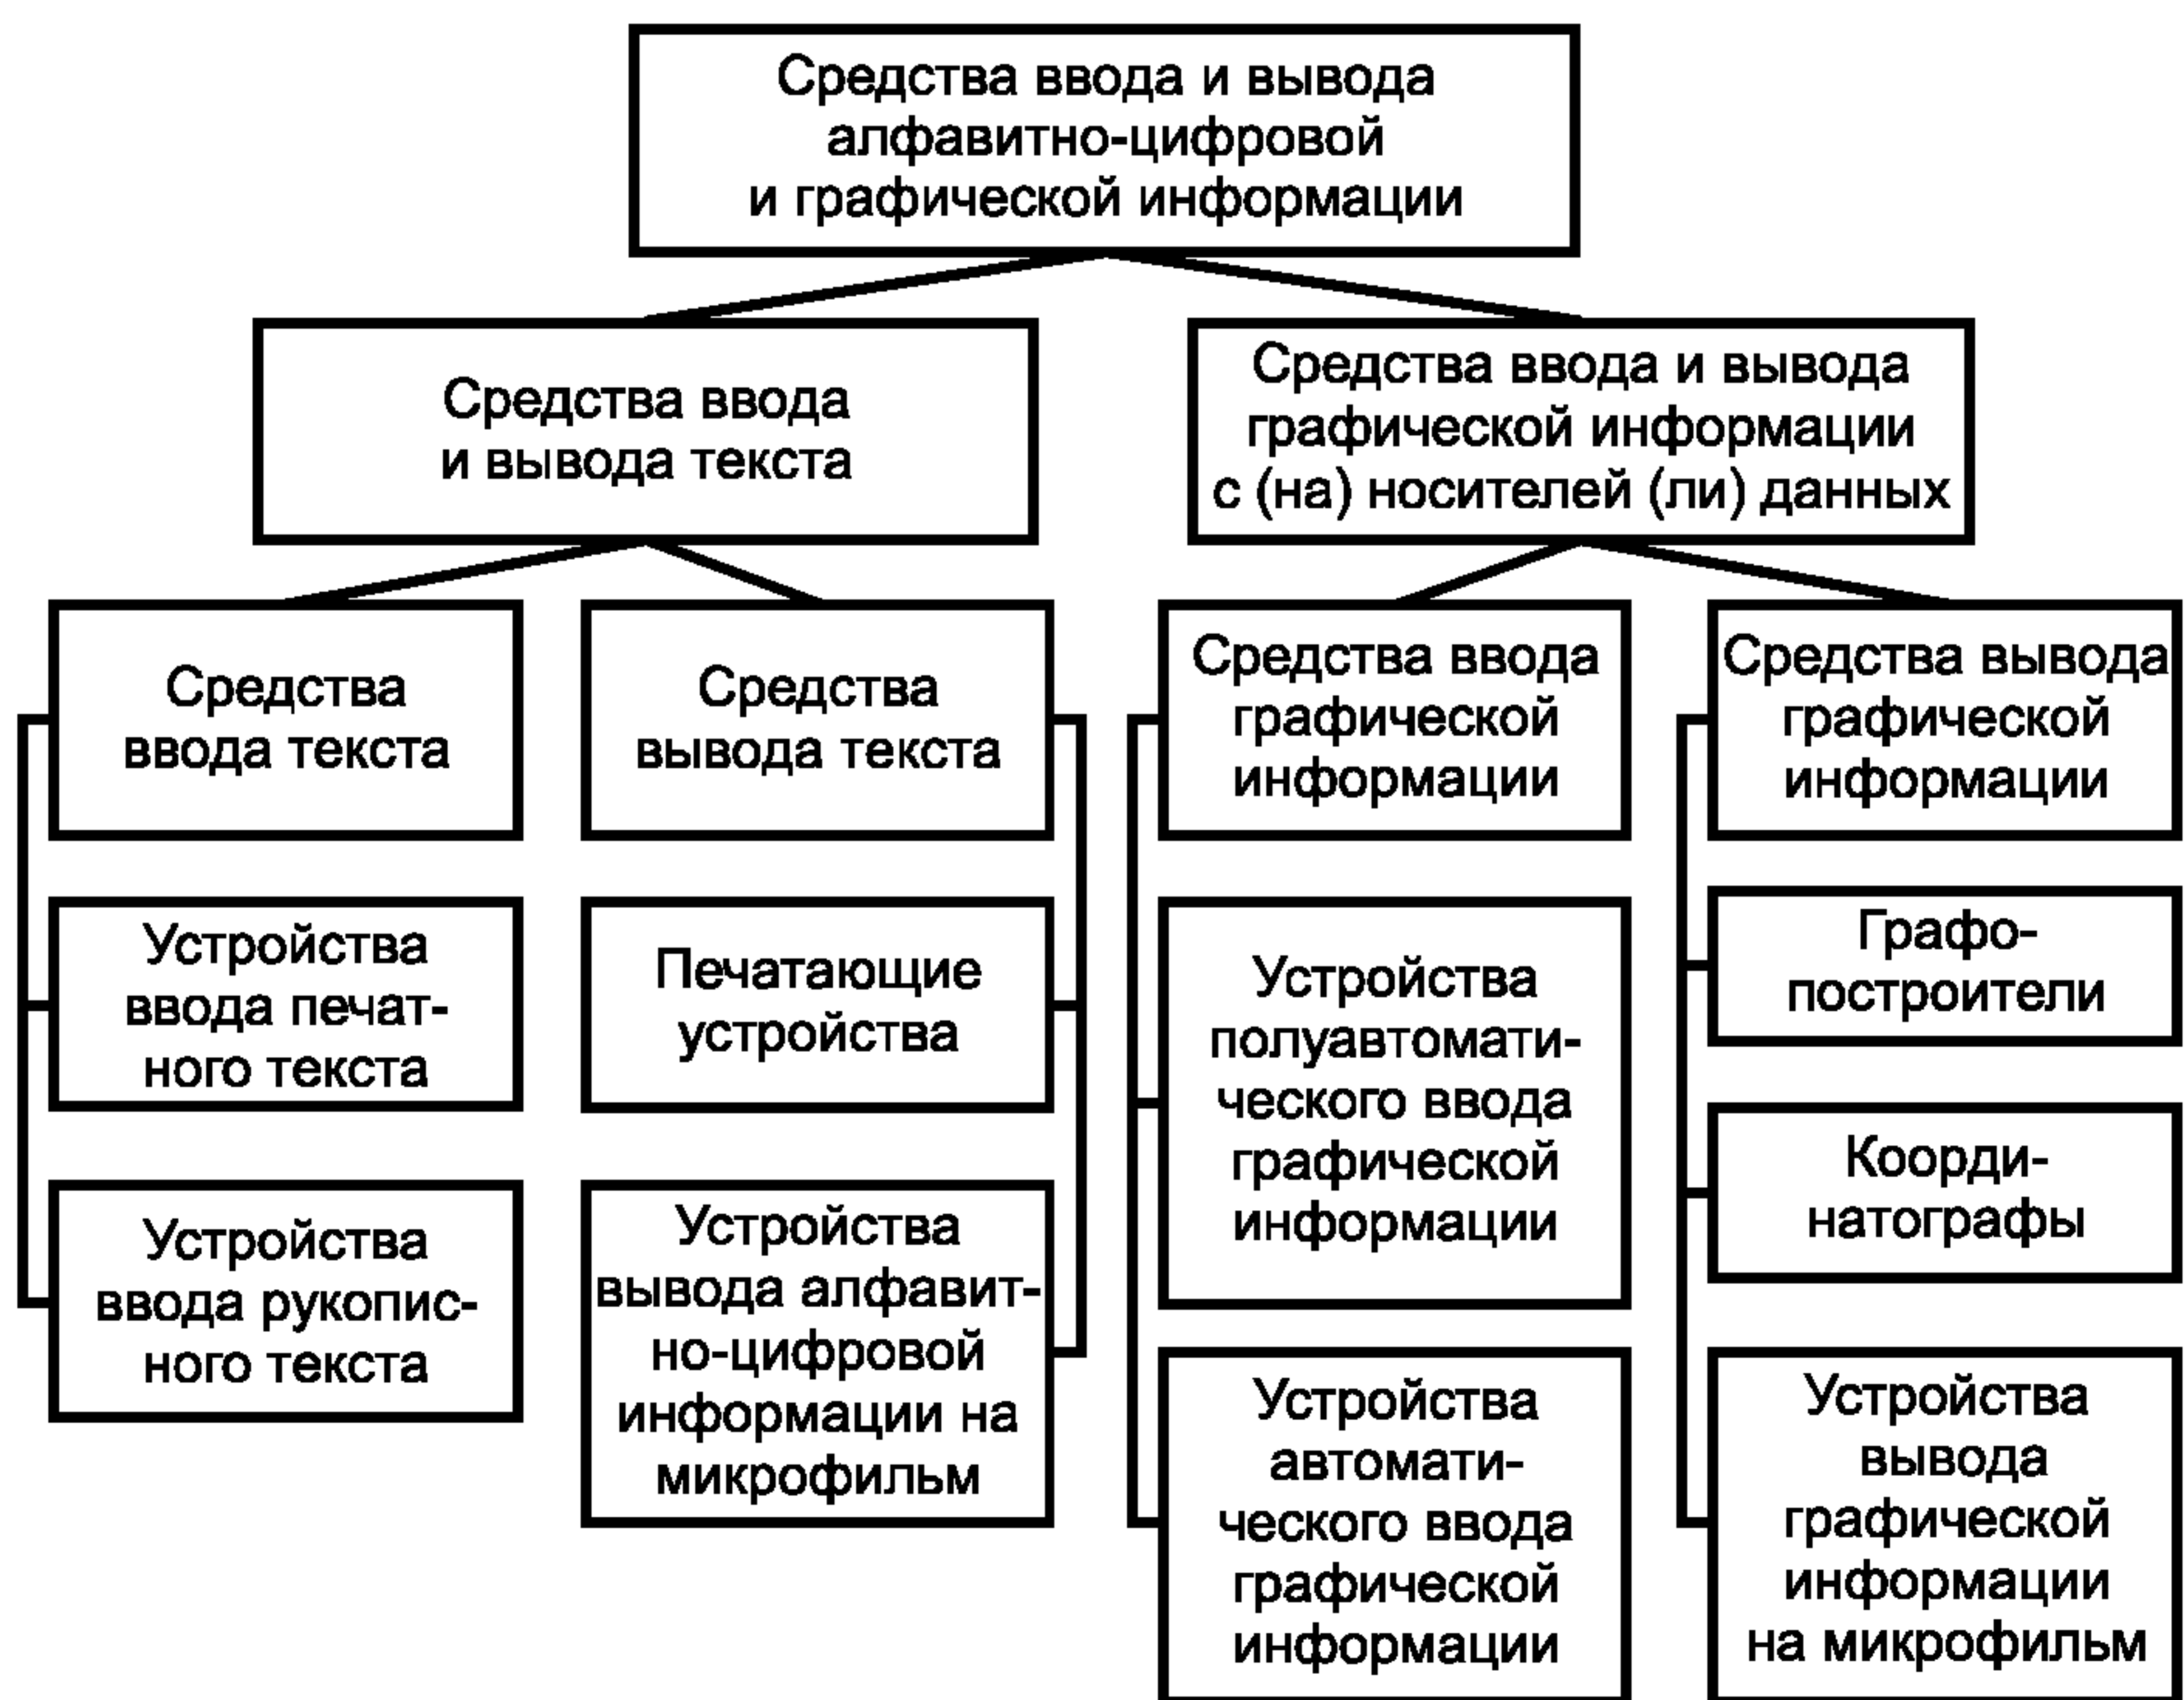 Средства ввода и вывода
алфавитно-цифровой
и графической информации
Средства ввода
и вывода текста
Средства ввода и вывода
графической информации
с (на) носителей (ли) данных
Средства
ввода текста
Средства
вывода текста
Средства ввода
графической
информации
Средства вывода
графической
информации
Устройства
ввода печат-
ного текста
Печатающие
устройства
Устройства
полуавтомати-
ческого ввода
графической
информации
Графо-
построители
Коорди-
натографы
Устройства
ввода рукопис-
ного текста
Устройства
вывода алфавит-
но-цифровой
информации на
микрофильм
Устройства
автомати-
ческого ввода
графической
информации
Устройства
вывода
графической
информации
на микрофильм